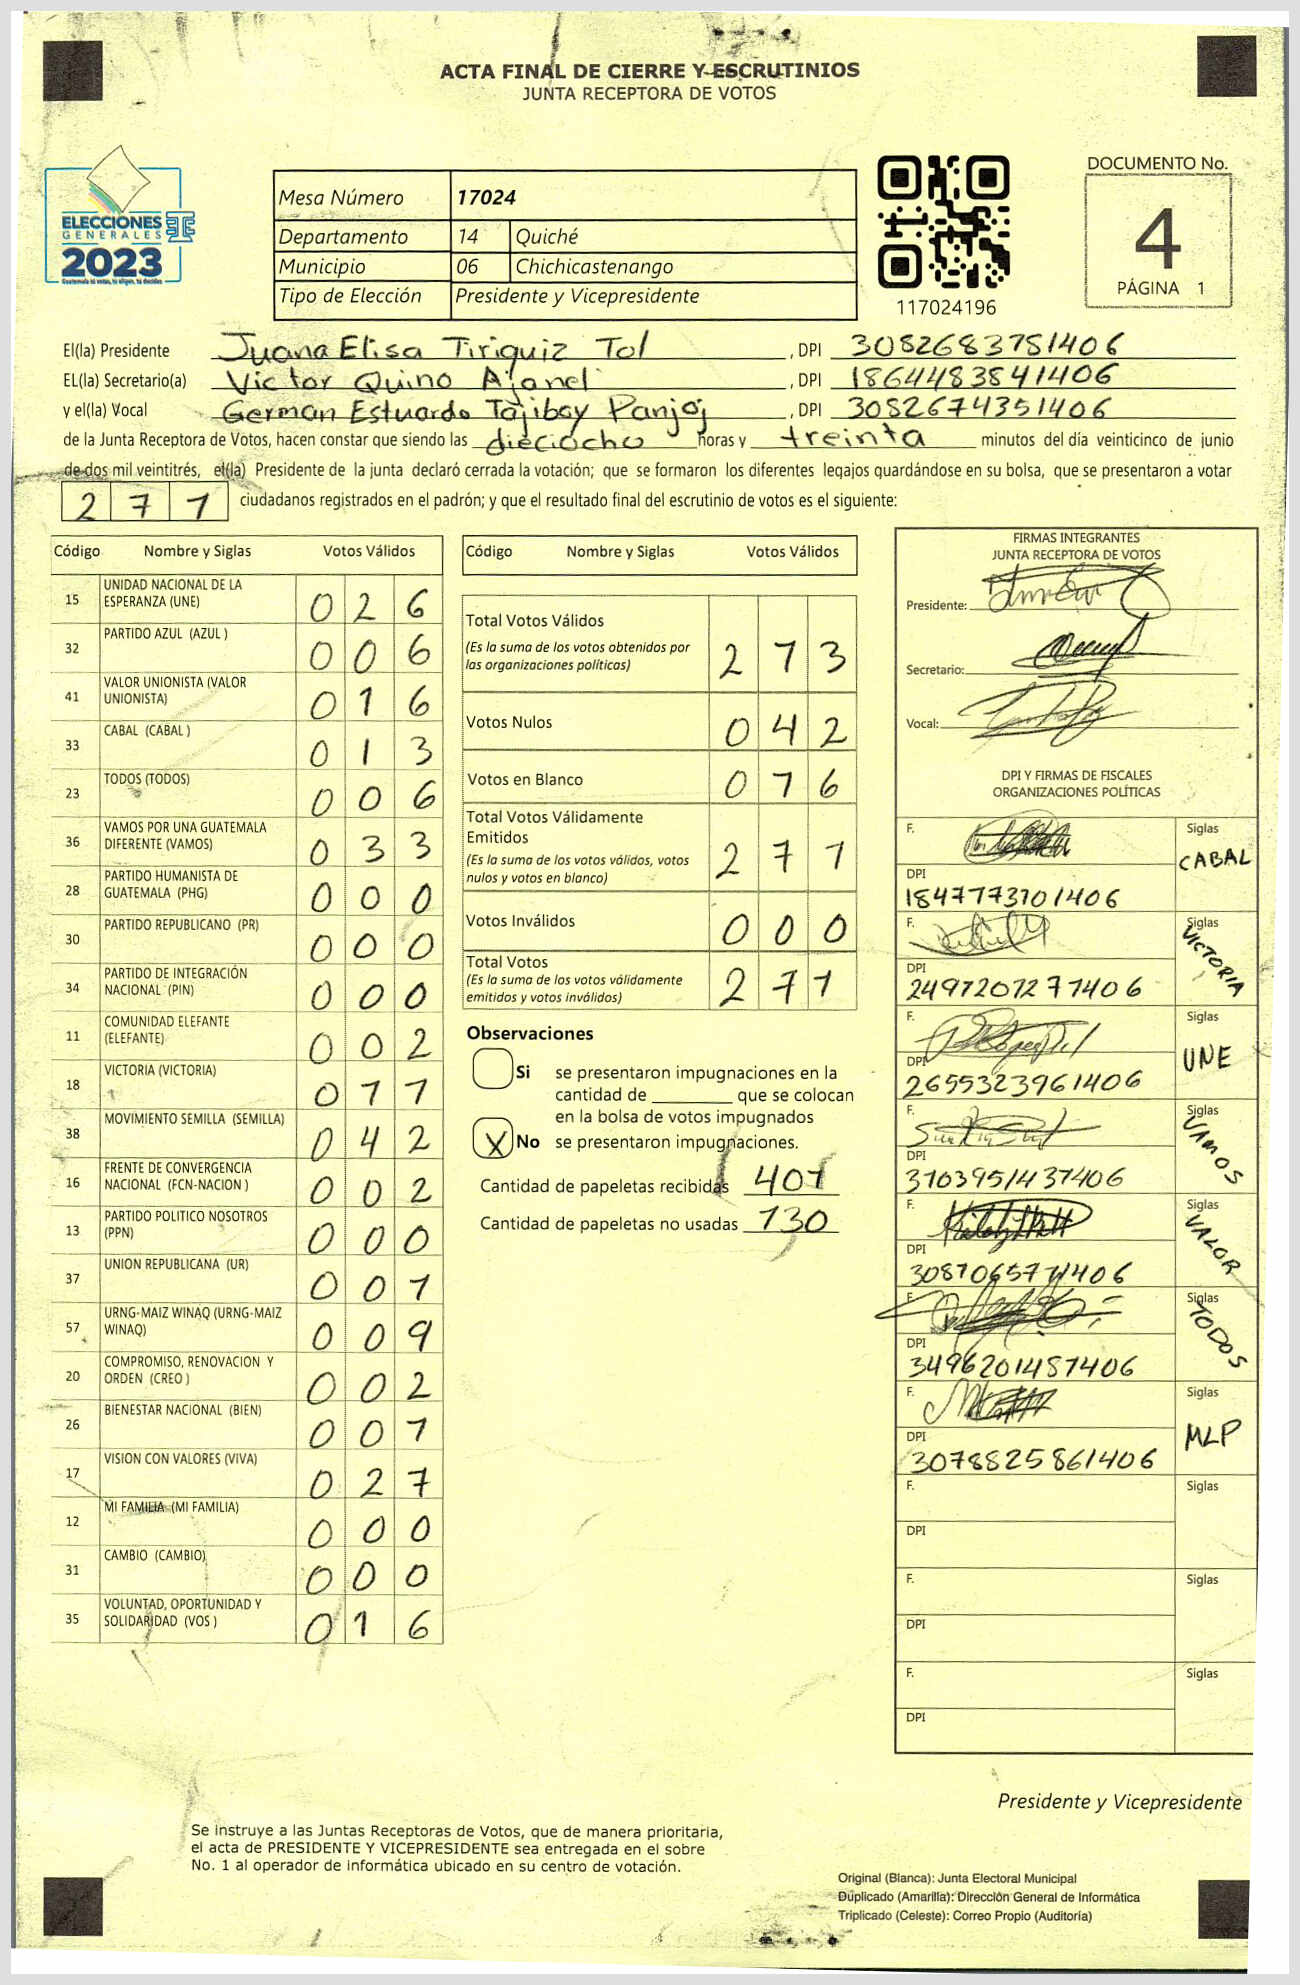 ACTA FINAL DE CIERRE Y ESCRUTINIOS
JUNTA RECEPTORA DE VOTOS
ELECCIONES
GENERALES
2023
Guatemala tú votas, tú eliges, tú decides
Mesa Número 17024
Departamento 14 Quiché
Municipio 06 Chichicastenango
Tipo de Elección Presidente y Vicepresidente
117024196
DOCUMENTO No.
4
PÁGINA 1
El(la) Presidente Juana Elisa Tiriquiz Tol , DPI 3082683781406
EL(la) Secretario(a) Victor Quino Ajanel , DPI 1864483841406
y el(la) Vocal German Estuardo Tajiboy Panjoj , DPI 3082674351406
de la Junta Receptora de Votos, hacen constar que siendo las dieciocho horas y treinta minutos del día veinticinco de junio
de dos mil veintitrés, el(la) Presidente de la junta declaró cerrada la votación; que se formaron los diferentes legajos quardándose en su bolsa, que se presentaron a votar
2 7 1 ciudadanos registrados en el padrón; y que el resultado final del escrutinio de votos es el siguiente:
Código Nombre y Siglas Votos Válidos
15 UNIDAD NACIONAL DE LA
ESPERANZA (UNE) 0 2 6
32 PARTIDO AZUL (AZUL ) 0 0 6
41 VALOR UNIONISTA (VALOR
UNIONISTA) 0 1 6
33 CABAL (CABAL ) 0 1 3
23 TODOS (TODOS) 0 0 6
36 VAMOS POR UNA GUATEMALA
DIFERENTE (VAMOS) 0 3 3
28 PARTIDO HUMANISTA DE
GUATEMALA (PHG) 0 0 0
30 PARTIDO REPUBLICANO (PR) 0 0 0
34 PARTIDO DE INTEGRACIÓN
NACIONAL (PIN) 0 0 0
11 COMUNIDAD ELEFANTE
(ELEFANTE) 0 0 2
18 VICTORIA (VICTORIA) 0 1 1
38 MOVIMIENTO SEMILLA (SEMILLA) 0 4 2
16 FRENTE DE CONVERGENCIA
NACIONAL (FCN-NACION ) 0 0 2
13 PARTIDO POLITICO NOSOTROS
(PPN) 0 0 0
37 UNION REPUBLICANA (UR) 0 0 1
57 URNG-MAIZ WINAQ (URNG-MAIZ
WINAQ) 0 0 9
20 COMPROMISO, RENOVACION Y
ORDEN (CREO ) 0 0 2
26 BIENESTAR NACIONAL (BIEN) 0 0 1
17 VISION CON VALORES (VIVA) 0 2 7
12 MI FAMILIA (MI FAMILIA) 0 0 0
31 CAMBIO (CAMBIO) 0 0 0
35 VOLUNTAD, OPORTUNIDAD Y
SOLIDARIDAD (VOS ) 0 1 6
Código Nombre y Siglas Votos Válidos
Total Votos Válidos
(Es la suma de los votos obtenidos por
las organizaciones políticas) 2 1 3
Votos Nulos 0 4 2
Votos en Blanco 0 1 6
Total Votos Válidamente
Emitidos
(Es la suma de los votos válidos, votos
nulos y votos en blanco) 2 7 1
Votos Inválidos 0 0 0
Total Votos
(Es la suma de los votos válidamente
emitidos y votos inválidos) 2 7 1
Observaciones
Si se presentaron impugnaciones en la
cantidad de ________ que se colocan
en la bolsa de votos impugnados
X No se presentaron impugnaciones.
Cantidad de papeletas recibidas 401
Cantidad de papeletas no usadas 130
FIRMAS INTEGRANTES
JUNTA RECEPTORA DE VOTOS
Presidente:
Secretario:
Vocal:
DPI Y FIRMAS DE FISCALES
ORGANIZACIONES POLÍTICAS
F. Siglas
CABAL
DPI
1847773701406
F. Siglas
VICTORIA
DPI
2497201271406
F. Siglas
UNE
DPI
2655323961406
F. Siglas
VAMOS
DPI
3103951431406
F. Siglas
VALOR
DPI
3081065711406
F. Siglas
TODOS
DPI
3496201481406
F. Siglas
MLP
DPI
3078825861406
F. Siglas
DPI
F. Siglas
DPI
F. Siglas
DPI
Presidente y Vicepresidente
Se instruye a las Juntas Receptoras de Votos, que de manera prioritaria,
el acta de PRESIDENTE Y VICEPRESIDENTE sea entregada en el sobre
No. 1 al operador de informática ubicado en su centro de votación.
Original (Blanca): Junta Electoral Municipal
Duplicado (Amarilla): Dirección General de Informática
Triplicado (Celeste): Correo Propio (Auditoría)